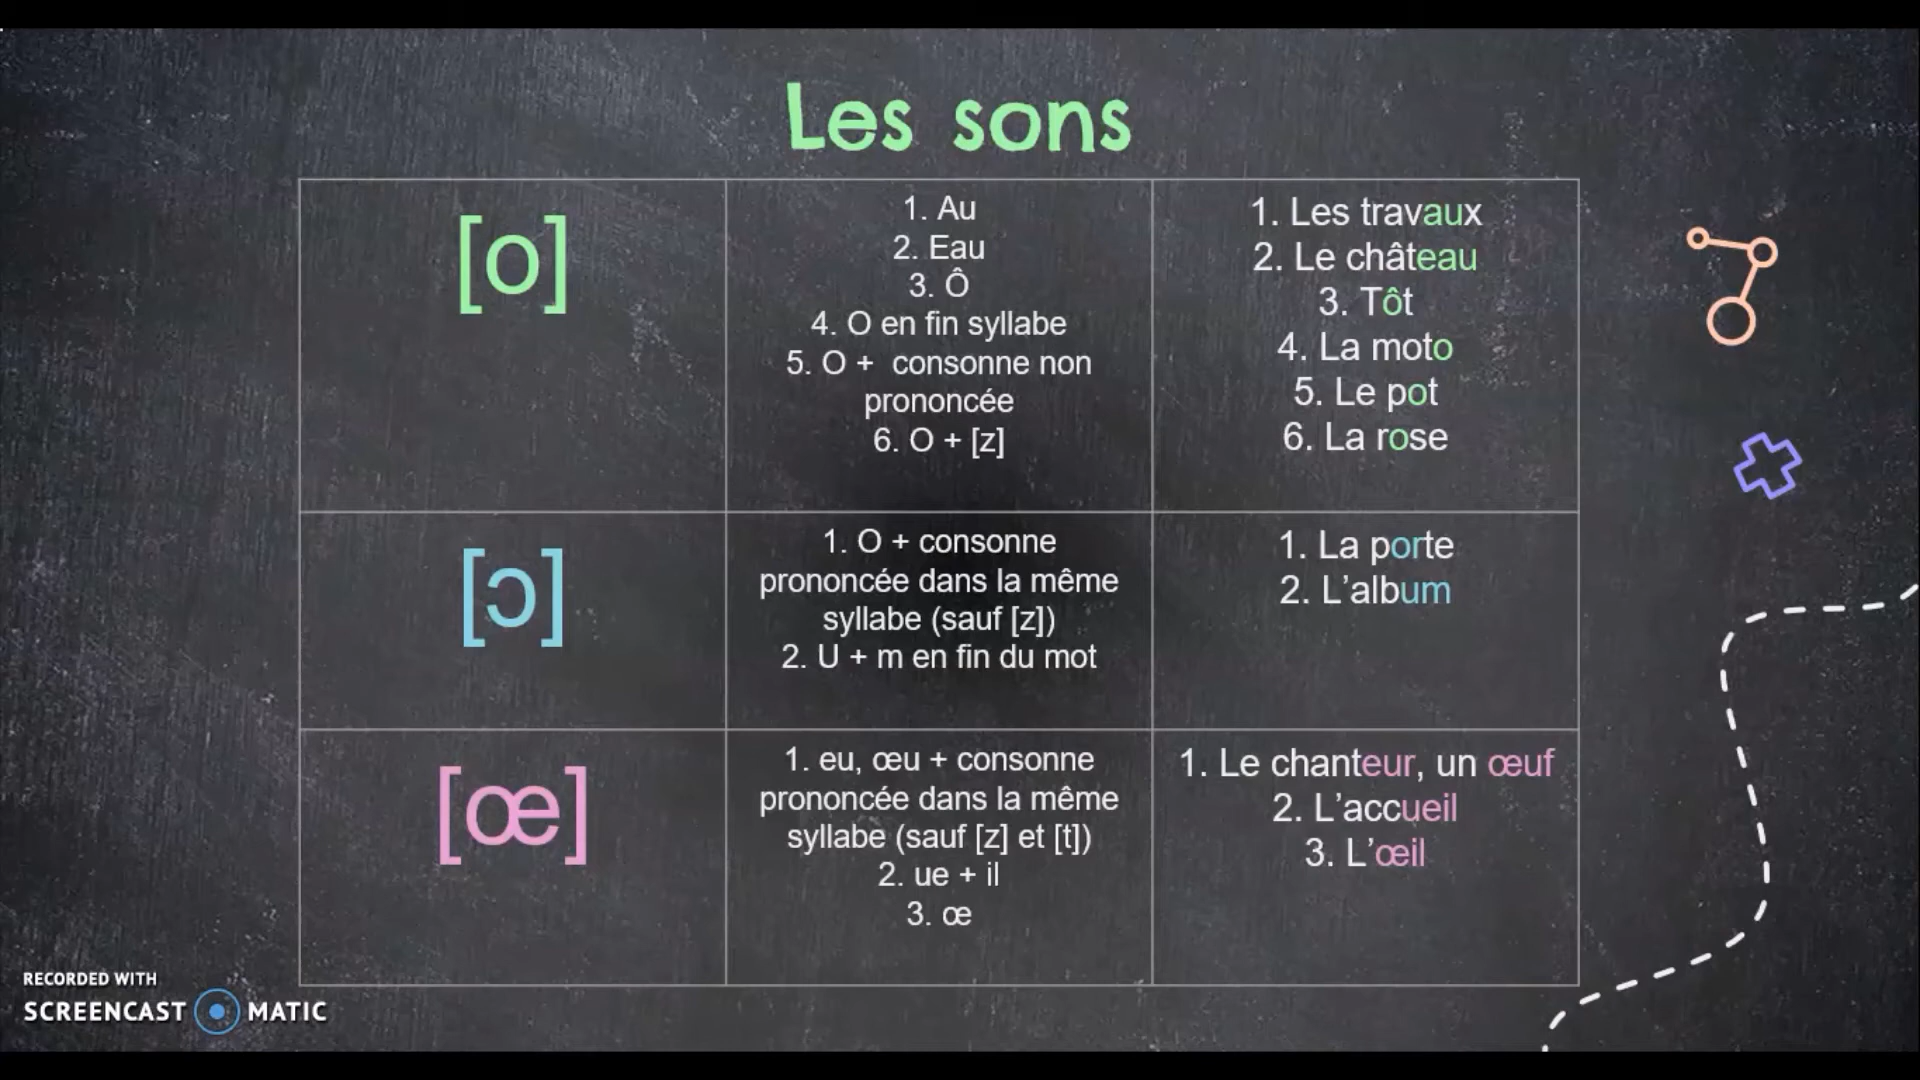 Les sons
[o]
1. Au
2. Eau
3. Ô
4. O en fin syllabe
5. O + consonne non
prononcée
6. O + [z]
1. Les travaux
2. Le château
3. Tôt
4. La moto
5. Le pot
6. La rose
[ɔ]
1. O + consonne
prononcée dans la même
syllabe (sauf [z])
2. U + m en fin du mot
1. La porte
2. L’album
[œ]
1. eu, œu + consonne
prononcée dans la même
syllabe (sauf [z] et [t])
2. ue + il
3. œ
1. Le chanteur, un œuf
2. L’accueil
3. L’œil
RECORDED WITH
SCREENCAST MATIC